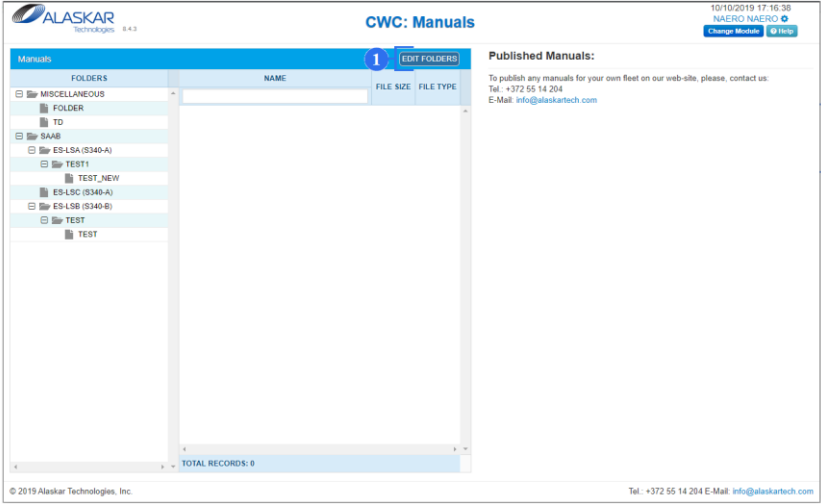 10/10/2019 17:16:38
ALASKAR
Technologies 8.4.3
CWC: Manuals
NAERO NAERO
Change Module
Help
Manuals
1
EDIT FOLDERS
Published Manuals:
FOLDERS
NAME
FILE SIZE
FILE TYPE
To publish any manuals for your own fleet on our web-site, please, contact us:
Tel.: +372 55 14 204
E-Mail: info@alaskartech.com
MISCELLANEOUS
FOLDER
TD
SAAB
ES-LSA (S340-A)
TEST1
TEST_NEW
ES-LSC (S340-A)
ES-LSB (S340-B)
TEST
TEST
TOTAL RECORDS: 0
© 2019 Alaskar Technologies, Inc.
Tel.: +372 55 14 204 E-Mail: info@alaskartech.com